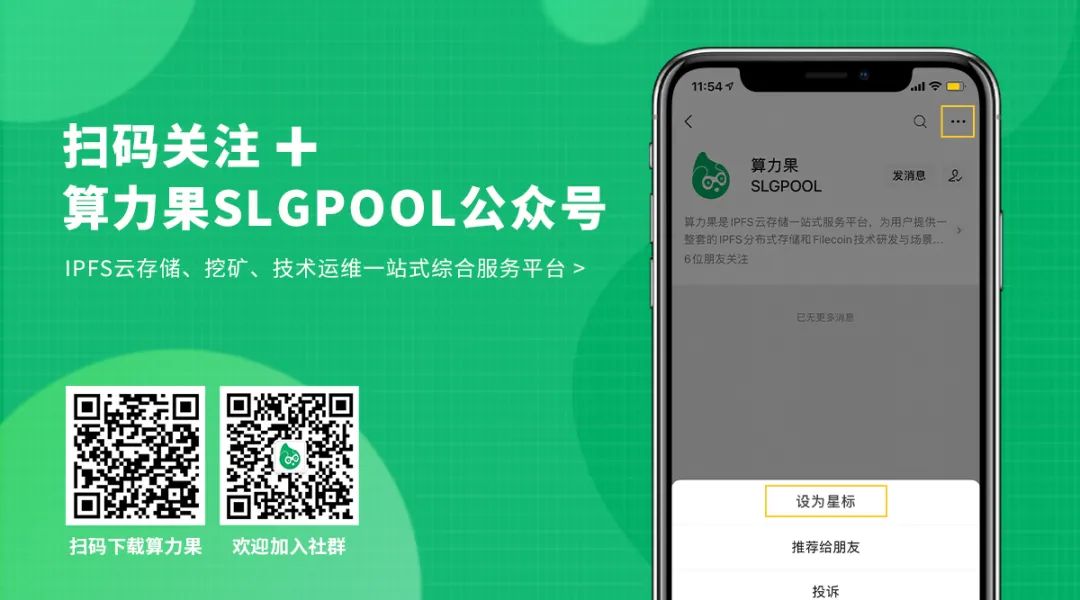 扫码关注 +
算力果SLGPOOL公众号
IPFS云存储、挖矿、技术运维一站式综合服务平台 >
扫码下载算力果
欢迎加入社群
11:54
算力果
SLGPOOL
发消息
算力果是IPFS云存储一站式服务平台，为用户提供一
整套的IPFS分布式存储和Filecoin技术研发与场景...
6位朋友关注
已无更多消息
设为星标
推荐给朋友
投诉